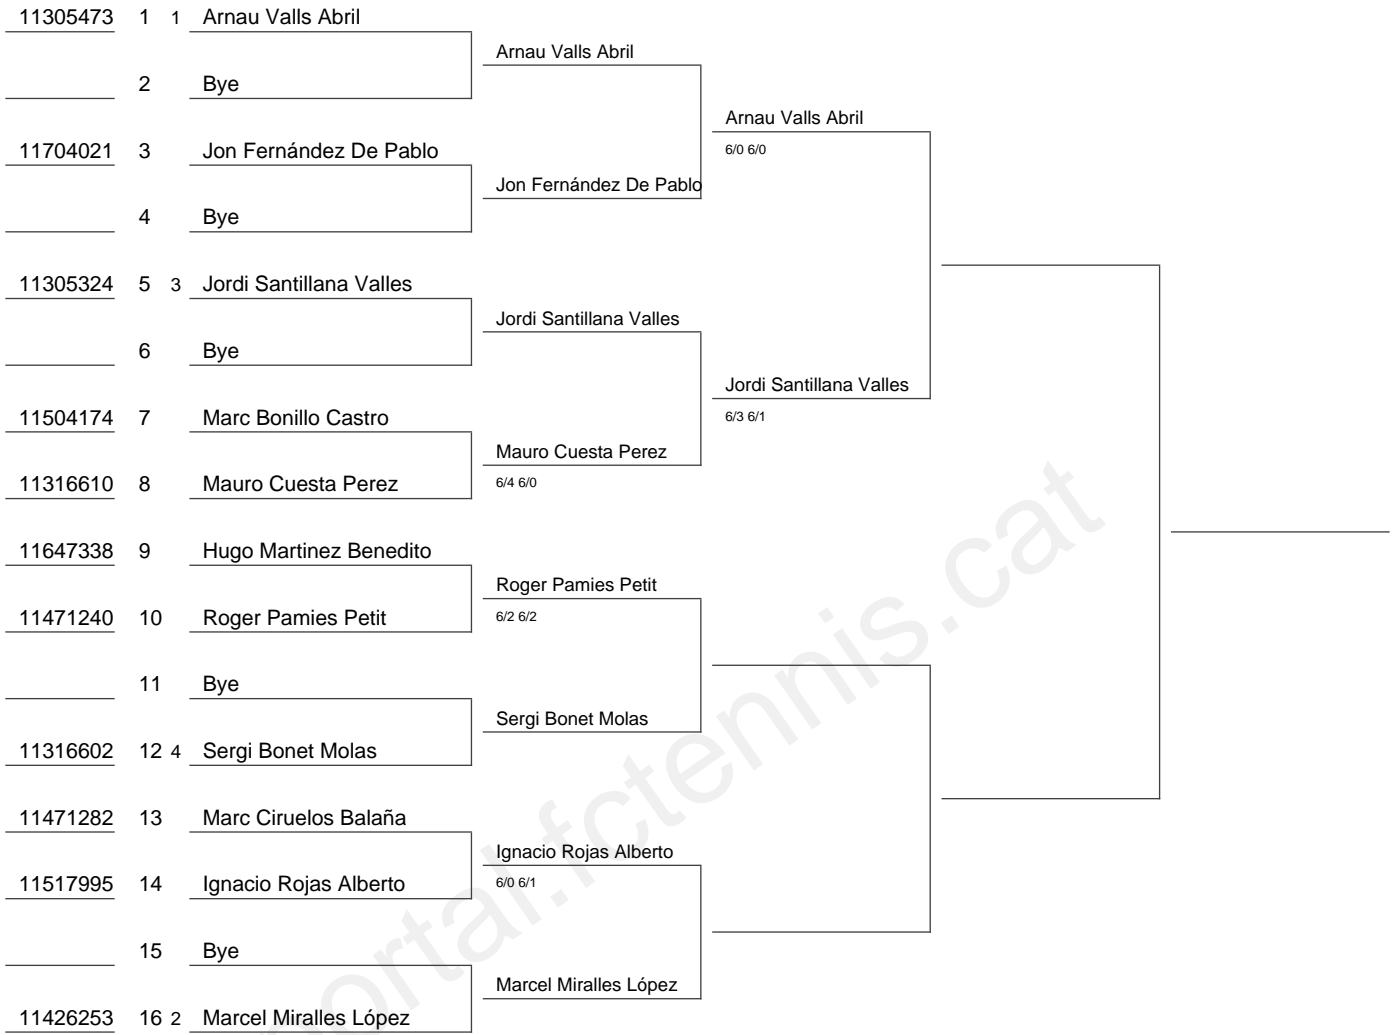 11305473 1 1 Arnau Valls Abril
Arnau Valls Abril
2 Bye
Arnau Valls Abril
11704021 3 Jon Fernández De Pablo
6/0 6/0
Jon Fernández De Pablo
4 Bye
11305324 5 3 Jordi Santillana Valles
Jordi Santillana Valles
6 Bye
Jordi Santillana Valles
11504174 7 Marc Bonillo Castro
6/3 6/1
Mauro Cuesta Perez
11316610 8 Mauro Cuesta Perez
6/4 6/0
11647338 9 Hugo Martinez Benedito
Roger Pamies Petit
11471240 10 Roger Pamies Petit
6/2 6/2
11 Bye
Sergi Bonet Molas
11316602 12 4 Sergi Bonet Molas
11471282 13 Marc Ciruelos Balaña
Ignacio Rojas Alberto
11517995 14 Ignacio Rojas Alberto
6/0 6/1
15 Bye
Marcel Miralles López
11426253 16 2 Marcel Miralles López
portal.fctennis.cat